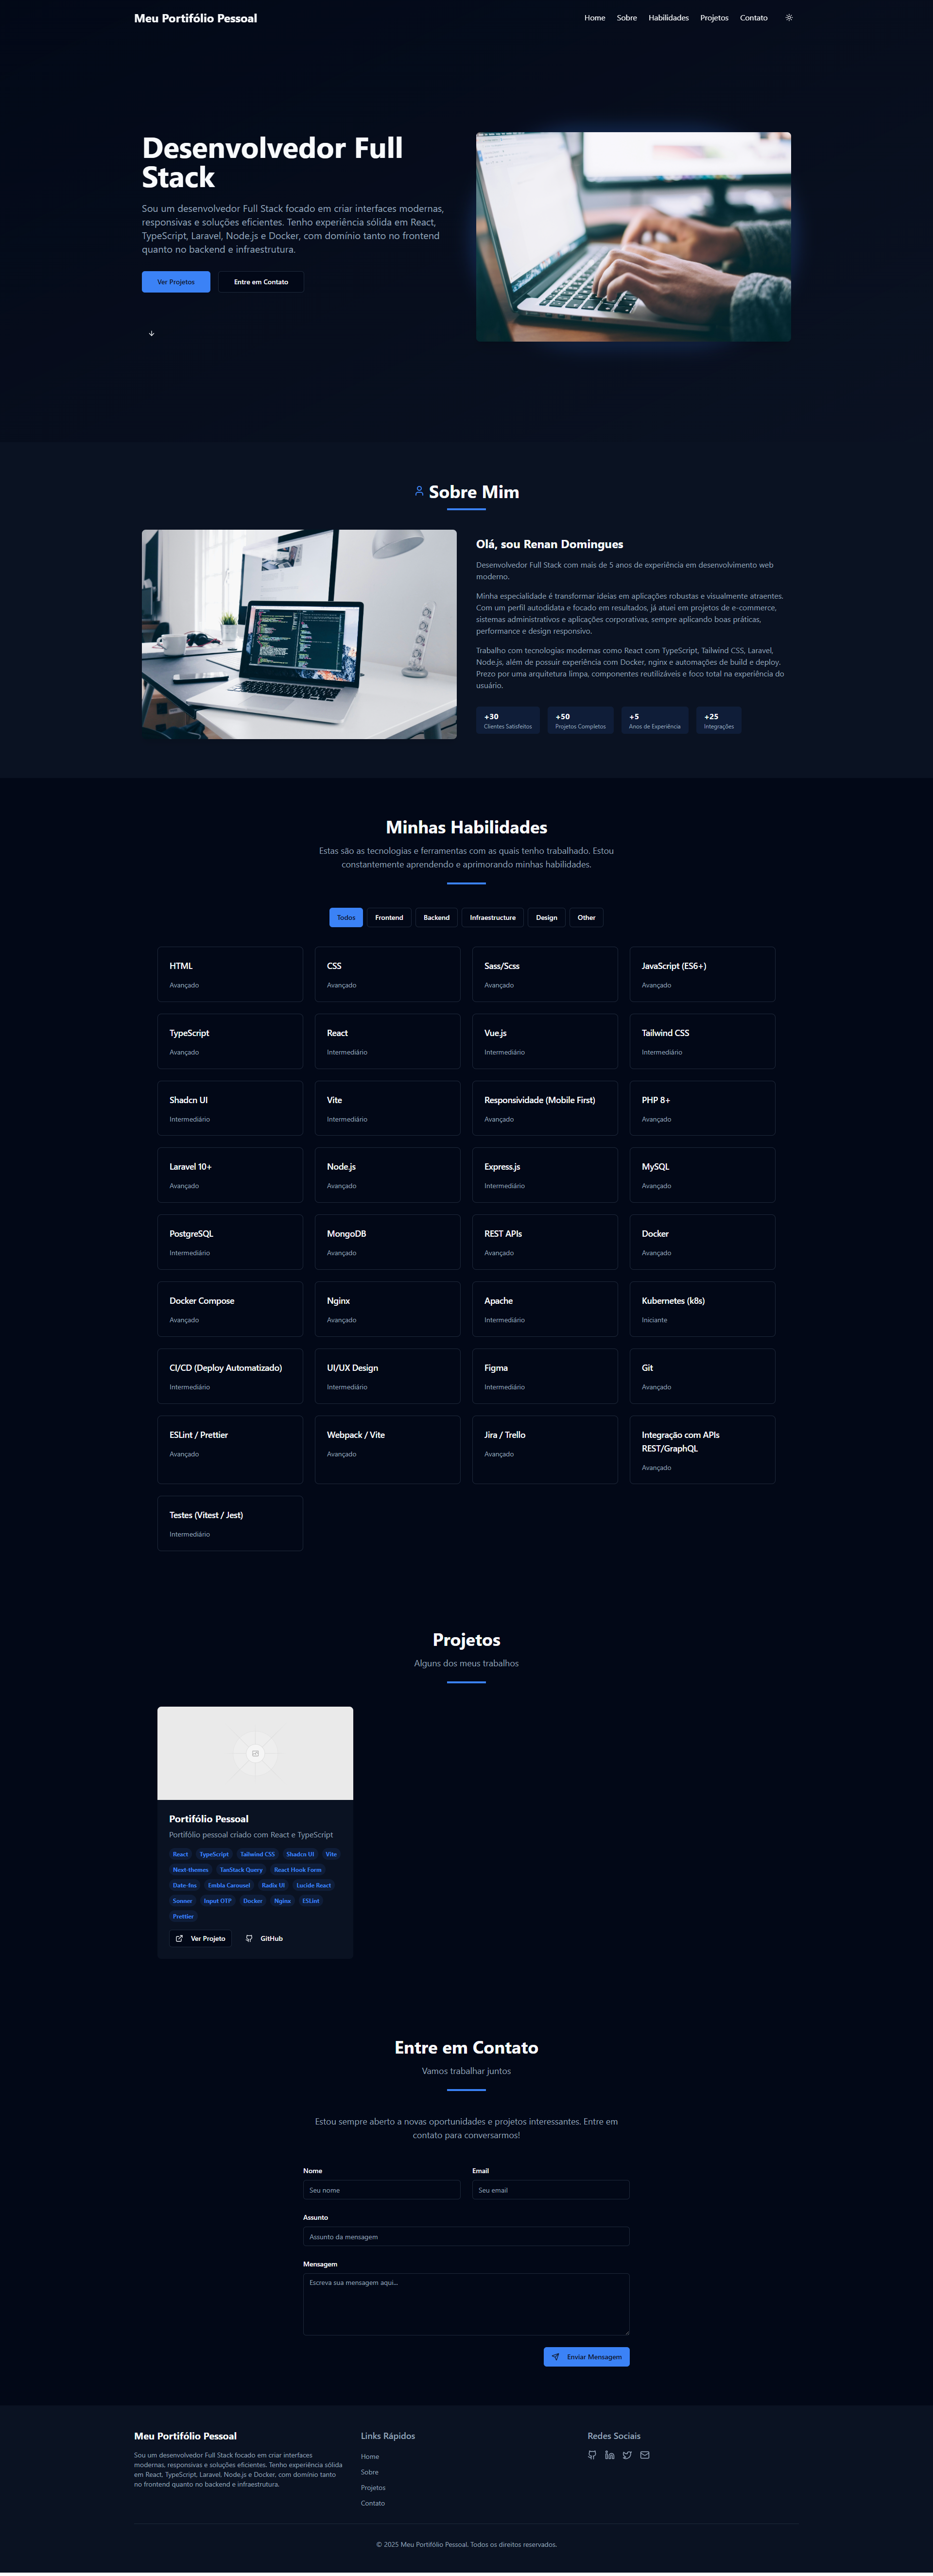 Meu Portifólio Pessoal
Home Sobre Habilidades Projetos Contato
Desenvolvedor Full
Stack
Sou um desenvolvedor Full Stack focado em criar interfaces modernas,
responsivas e soluções eficientes. Tenho experiência sólida em React,
TypeScript, Laravel, Node.js e Docker, com domínio tanto no frontend
quanto no backend e infraestrutura.
Ver Projetos Entre em Contato
Sobre Mim
Olá, sou Renan Domingues
Desenvolvedor Full Stack com mais de 5 anos de experiência em desenvolvimento web
moderno.
Minha especialidade é transformar ideias em aplicações robustas e visualmente atraentes.
Com um perfil autodidata e focado em resultados, já atuei em projetos de e-commerce,
sistemas administrativos e aplicações corporativas, sempre aplicando boas práticas,
performance e design responsivo.
Trabalho com tecnologias modernas como React com TypeScript, Tailwind CSS, Laravel,
Node.js, além de possuir experiência com Docker, nginx e automações de build e deploy.
Prezo por uma arquitetura limpa, componentes reutilizáveis e foco total na experiência do
usuário.
+30 +50 +5 +25
Clientes Satisfeitos Projetos Completos Anos de Experiência Integrações
Minhas Habilidades
Estas são as tecnologias e ferramentas com as quais tenho trabalhado. Estou
constantemente aprendendo e aprimorando minhas habilidades.
Todos Frontend Backend Infraestructure Design Other
HTML CSS Sass/Scss JavaScript (ES6+)
Avançado Avançado Avançado Avançado
TypeScript React Vue.js Tailwind CSS
Avançado Intermediário Intermediário Intermediário
Shadcn UI Vite Responsividade (Mobile First) PHP 8+
Intermediário Intermediário Avançado Avançado
Laravel 10+ Node.js Express.js MySQL
Avançado Avançado Intermediário Avançado
PostgreSQL MongoDB REST APIs Docker
Intermediário Avançado Avançado Avançado
Docker Compose Nginx Apache Kubernetes (k8s)
Avançado Avançado Intermediário Iniciante
CI/CD (Deploy Automatizado) UI/UX Design Figma Git
Intermediário Intermediário Intermediário Avançado
ESLint / Prettier Webpack / Vite Jira / Trello Integração com APIs
REST/GraphQL
Avançado Avançado Avançado Avançado
Testes (Vitest / Jest)
Intermediário
Projetos
Alguns dos meus trabalhos
Portifólio Pessoal
Portifólio pessoal criado com React e TypeScript
React TypeScript Tailwind CSS Shadcn UI Vite
Next-themes TanStack Query React Hook Form
Date-fns Embla Carousel Radix UI Lucide React
Sonner Input OTP Docker Nginx ESLint
Prettier
Ver Projeto GitHub
Entre em Contato
Vamos trabalhar juntos
Estou sempre aberto a novas oportunidades e projetos interessantes. Entre em
contato para conversarmos!
Nome Email
Seu nome Seu email
Assunto
Assunto da mensagem
Mensagem
Escreva sua mensagem aqui...
Enviar Mensagem
Meu Portifólio Pessoal
Sou um desenvolvedor Full Stack focado em criar interfaces
modernas, responsivas e soluções eficientes. Tenho experiência sólida
em React, TypeScript, Laravel, Node.js e Docker, com domínio tanto
no frontend quanto no backend e infraestrutura.
Links Rápidos
Home
Sobre
Projetos
Contato
Redes Sociais
© 2025 Meu Portifólio Pessoal. Todos os direitos reservados.